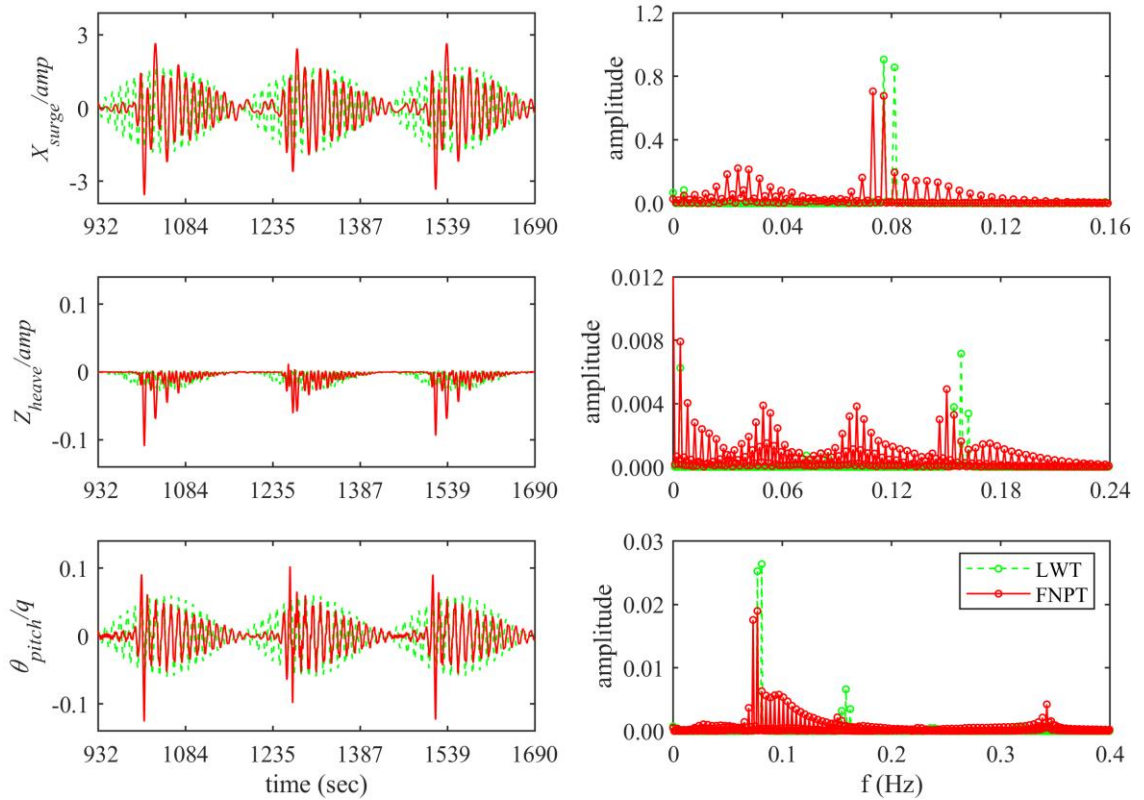 3
0
-3
X_surge/amp
932 1084 1235 1387 1539 1690
1.2
0.8
0.4
0.0
amplitude
0 0.04 0.08 0.12 0.16
0.1
0
-0.1
Z_heave/amp
932 1084 1235 1387 1539 1690
0.012
0.008
0.004
0.000
amplitude
0 0.06 0.12 0.18 0.24
0.1
0
-0.1
θ_pitch/q
932 1084 1235 1387 1539 1690
time (sec)
0.03
0.02
0.01
0.00
amplitude
LWT
FNPT
0 0.1 0.2 0.3 0.4
f (Hz)